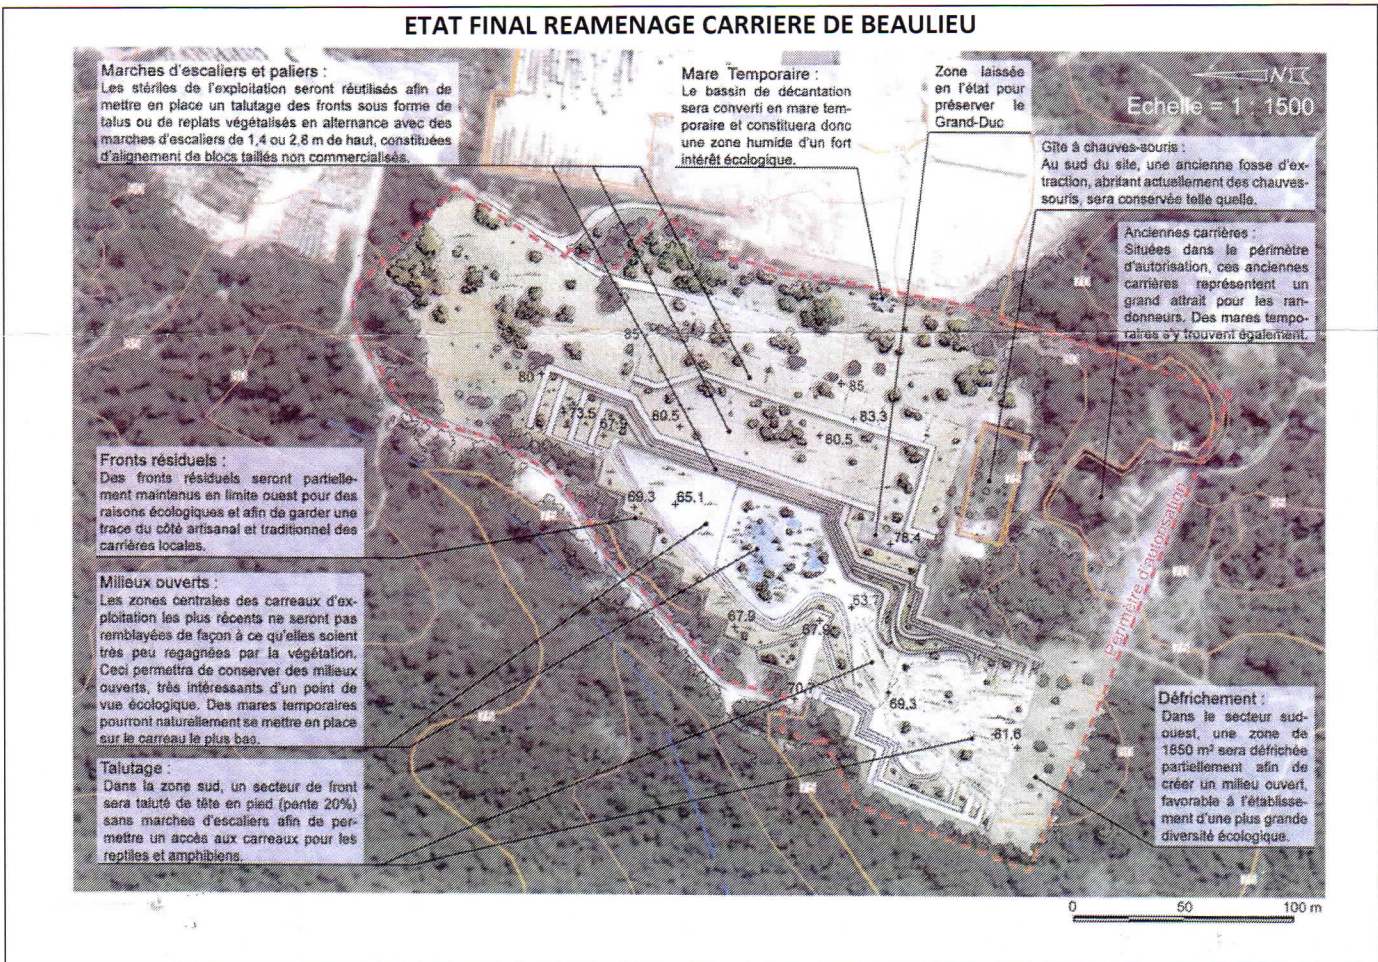 ETAT FINAL REAMENAGE CARRIERE DE BEAULIEU
Marches d'escaliers et paliers :
Les stériles de l'exploitation seront réutilisés afin de
mettre en place un talutage des fronts sous forme de
talus ou de replats végétalisés en alternance avec des
marches d'escaliers de 1,4 ou 2,8 m de haut, constituées
d'alignement de blocs taillés non commercialisés.
Mare Temporaire :
Le bassin de décantation
sera converti en mare tem-
poraire et constituera donc
une zone humide d'un fort
intérêt écologique.
Zone laissée
en l'état pour
préserver le
Grand-Duc
N
Echelle = 1 : 1500
Gîte à chauves-souris :
Au sud du site, une ancienne fosse d'ex-
traction, abritant actuellement des chauves-
souris, sera conservée telle quelle.
Anciennes carrières :
Situées dans le périmètre
d'autorisation, ces anciennes
carrières représentent un
grand attrait pour les ran-
donneurs. Des mares tempo-
raires s'y trouvent également.
85
80
85
73.5
67.9
80.5
83.3
80.5
69.3
65.1
78.4
63.7
67.9
67.9
70.7
69.3
61.6
Périmètre d'autorisation
Fronts résiduels :
Des fronts résiduels seront partielle-
ment maintenus en limite ouest pour des
raisons écologiques et afin de garder une
trace du côté artisanal et traditionnel des
carrières locales.
Milieux ouverts :
Les zones centrales des carreaux d'ex-
ploitation les plus récents ne seront pas
remblayées de façon à ce qu'elles soient
très peu regagnées par la végétation.
Ceci permettra de conserver des milieux
ouverts, très intéressants d'un point de
vue écologique. Des mares temporaires
pourront naturellement se mettre en place
sur le carreau le plus bas.
Talutage :
Dans la zone sud, un secteur de front
sera taluté de tête en pied (pente 20%)
sans marches d'escaliers afin de per-
mettre un accès aux carreaux pour les
reptiles et amphibiens.
Défrichement :
Dans le secteur sud-
ouest, une zone de
1850 m² sera défrichée
partiellement afin de
créer un milieu ouvert,
favorable à l'établisse-
ment d'une plus grande
diversité écologique.
0 50 100 m